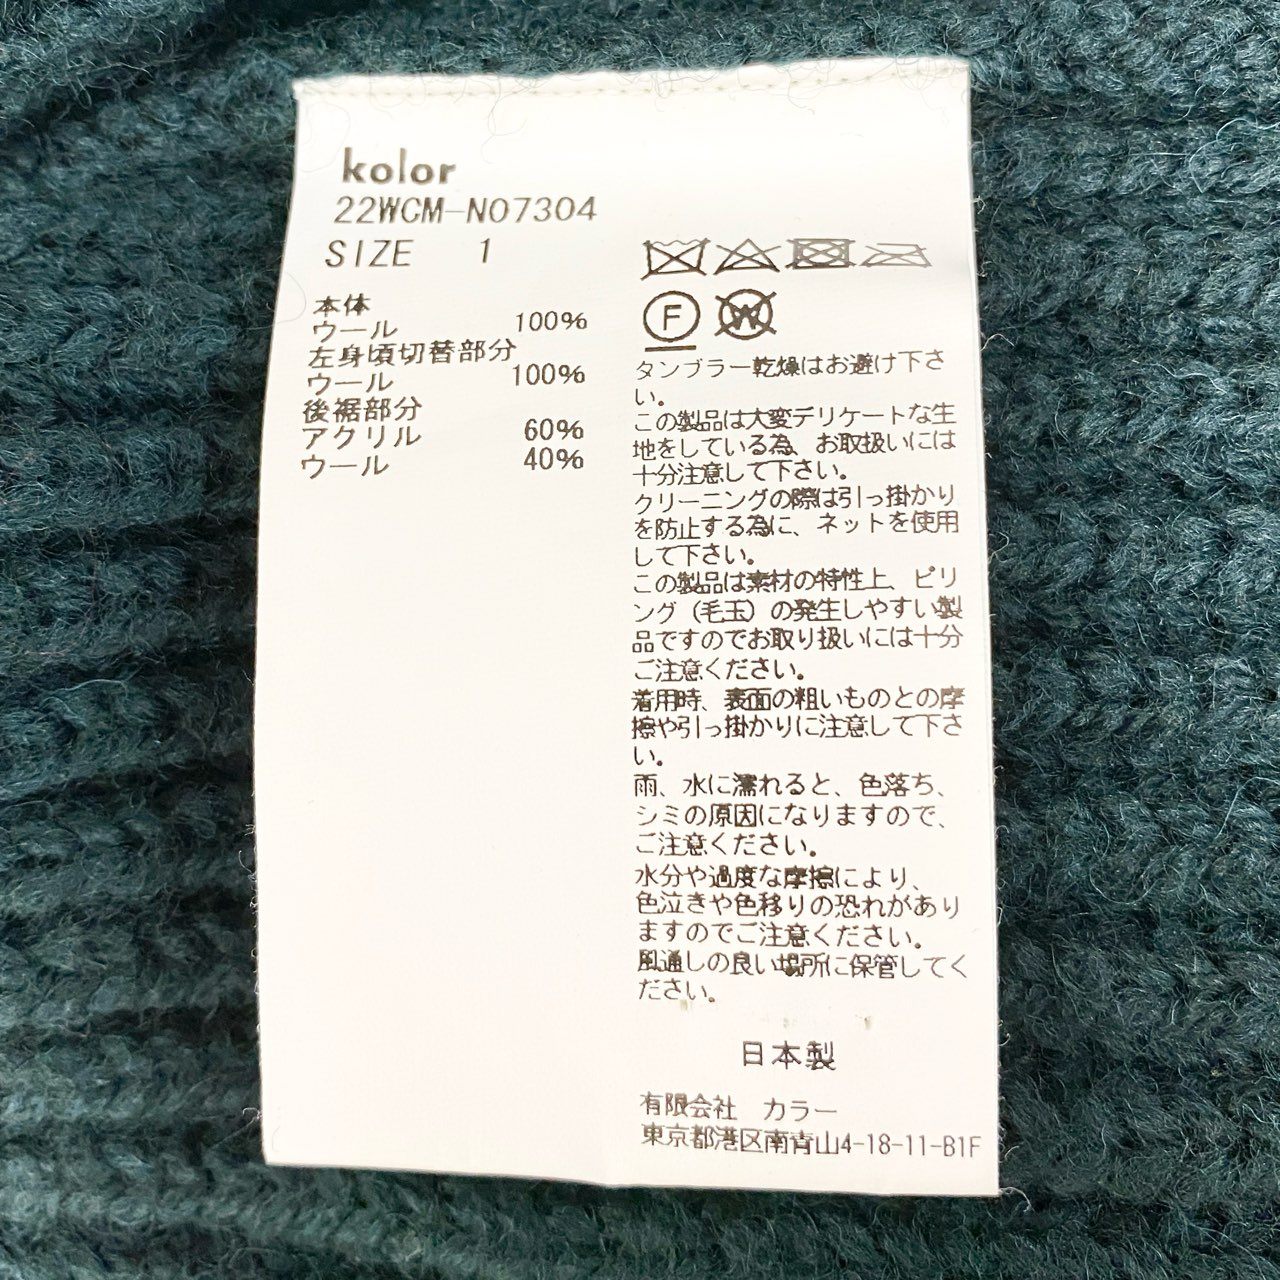 kolor
22WCM-N07304
SIZE 1
本体
ウール 100%
左身頃切替部分
ウール 100%
後裾部分
アクリル 60%
ウール 40%
F
W
タンブラー乾燥はお避け下さ
い。
この製品は大変デリケートな生
地をしている為、お取扱いには
十分注意して下さい。
クリーニングの際は引っ掛かり
を防止する為に、ネットを使用
して下さい。
この製品は素材の特性上、ピリ
ング(毛玉)の発生しやすい製
品ですのでお取り扱いには十分
ご注意ください。
着用時、表面の粗いものとの摩
擦や引っ掛かりに注意して下さ
い。
雨、水に濡れると、色落ち、
シミの原因になりますので、
ご注意ください。
水分や過度な摩擦により、
色泣きや色移りの恐れがあり
ますのでご注意ください。
風通しの良い場所に保管してく
ださい。
日本製
有限会社 カラー
東京都港区南青山4-18-11-B1F